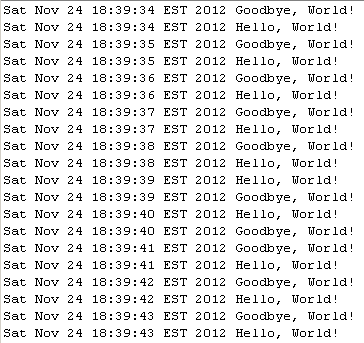 Sat Nov 24 18:39:34 EST 2012 Goodbye, World!
Sat Nov 24 18:39:34 EST 2012 Hello, World!
Sat Nov 24 18:39:35 EST 2012 Goodbye, World!
Sat Nov 24 18:39:35 EST 2012 Hello, World!
Sat Nov 24 18:39:36 EST 2012 Goodbye, World!
Sat Nov 24 18:39:36 EST 2012 Hello, World!
Sat Nov 24 18:39:37 EST 2012 Goodbye, World!
Sat Nov 24 18:39:37 EST 2012 Hello, World!
Sat Nov 24 18:39:38 EST 2012 Goodbye, World!
Sat Nov 24 18:39:38 EST 2012 Hello, World!
Sat Nov 24 18:39:39 EST 2012 Hello, World!
Sat Nov 24 18:39:39 EST 2012 Goodbye, World!
Sat Nov 24 18:39:40 EST 2012 Hello, World!
Sat Nov 24 18:39:40 EST 2012 Goodbye, World!
Sat Nov 24 18:39:41 EST 2012 Goodbye, World!
Sat Nov 24 18:39:41 EST 2012 Hello, World!
Sat Nov 24 18:39:42 EST 2012 Goodbye, World!
Sat Nov 24 18:39:42 EST 2012 Hello, World!
Sat Nov 24 18:39:43 EST 2012 Goodbye, World!
Sat Nov 24 18:39:43 EST 2012 Hello, World!